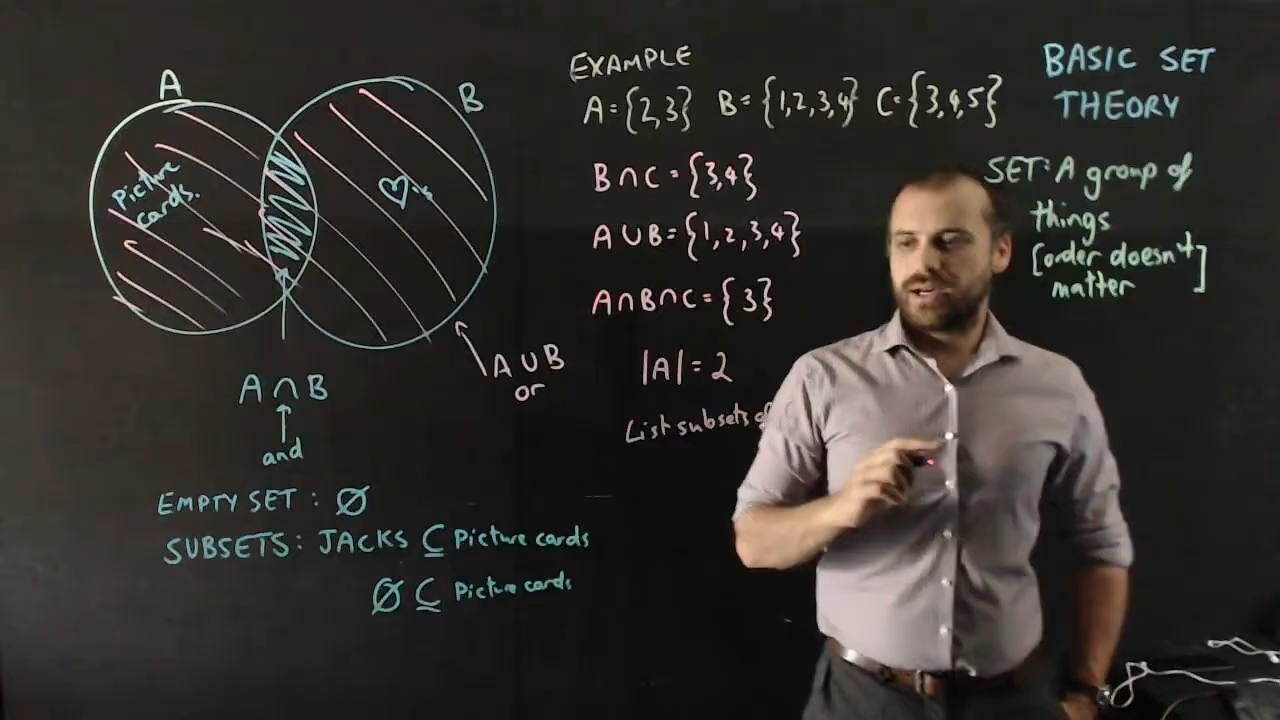 A
B
Picture
cards.
♡'s
A ∩ B
and
A ∪ B
or
EMPTY SET : ∅
SUBSETS: JACKS ⊆ Picture cards
∅ ⊆ Picture cards
EXAMPLE
A={2,3} B={1,2,3,4} C={3,4,5}
B∩C={3,4}
A∪B={1,2,3,4}
A∩B∩C={3}
|A|=2
List subsets
BASIC SET
THEORY
SET: A group of
things
[order doesn't
matter]